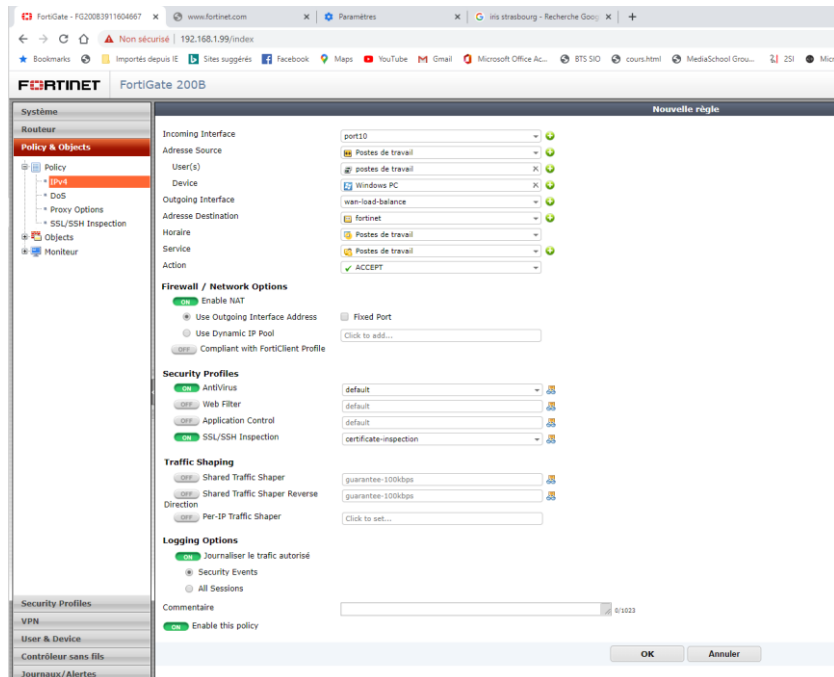 FortiGate - FG200B3911604667 www.fortinet.com Paramètres iris strasbourg - Recherche Goog
Non sécurisé 192.168.1.99/index
Bookmarks Importés depuis IE Sites suggérés Facebook Maps YouTube Gmail Microsoft Office Ac... BTS SIO cours.html MediaSchool Grou... 2SI Micr
FORTINET FortiGate 200B
Système
Routeur
Policy & Objects
Policy
IPv4
DoS
Proxy Options
SSL/SSH Inspection
Objects
Moniteur
Security Profiles
VPN
User & Device
Contrôleur sans fils
Journaux/Alertes
Nouvelle règle
Incoming Interface port10
Adresse Source Postes de travail
User(s) postes de travail
Device Windows PC
Outgoing Interface wan-load-balance
Adresse Destination fortinet
Horaire Postes de travail
Service Postes de travail
Action ACCEPT
Firewall / Network Options
ON Enable NAT
Use Outgoing Interface Address Fixed Port
Use Dynamic IP Pool Click to add...
OFF Compliant with FortiClient Profile
Security Profiles
ON AntiVirus default
OFF Web Filter default
OFF Application Control default
ON SSL/SSH Inspection certificate-inspection
Traffic Shaping
OFF Shared Traffic Shaper guarantee-100kbps
OFF Shared Traffic Shaper Reverse guarantee-100kbps
Direction
OFF Per-IP Traffic Shaper Click to set...
Logging Options
ON Journaliser le trafic autorisé
Security Events
All Sessions
Commentaire 0/1023
ON Enable this policy
OK Annuler